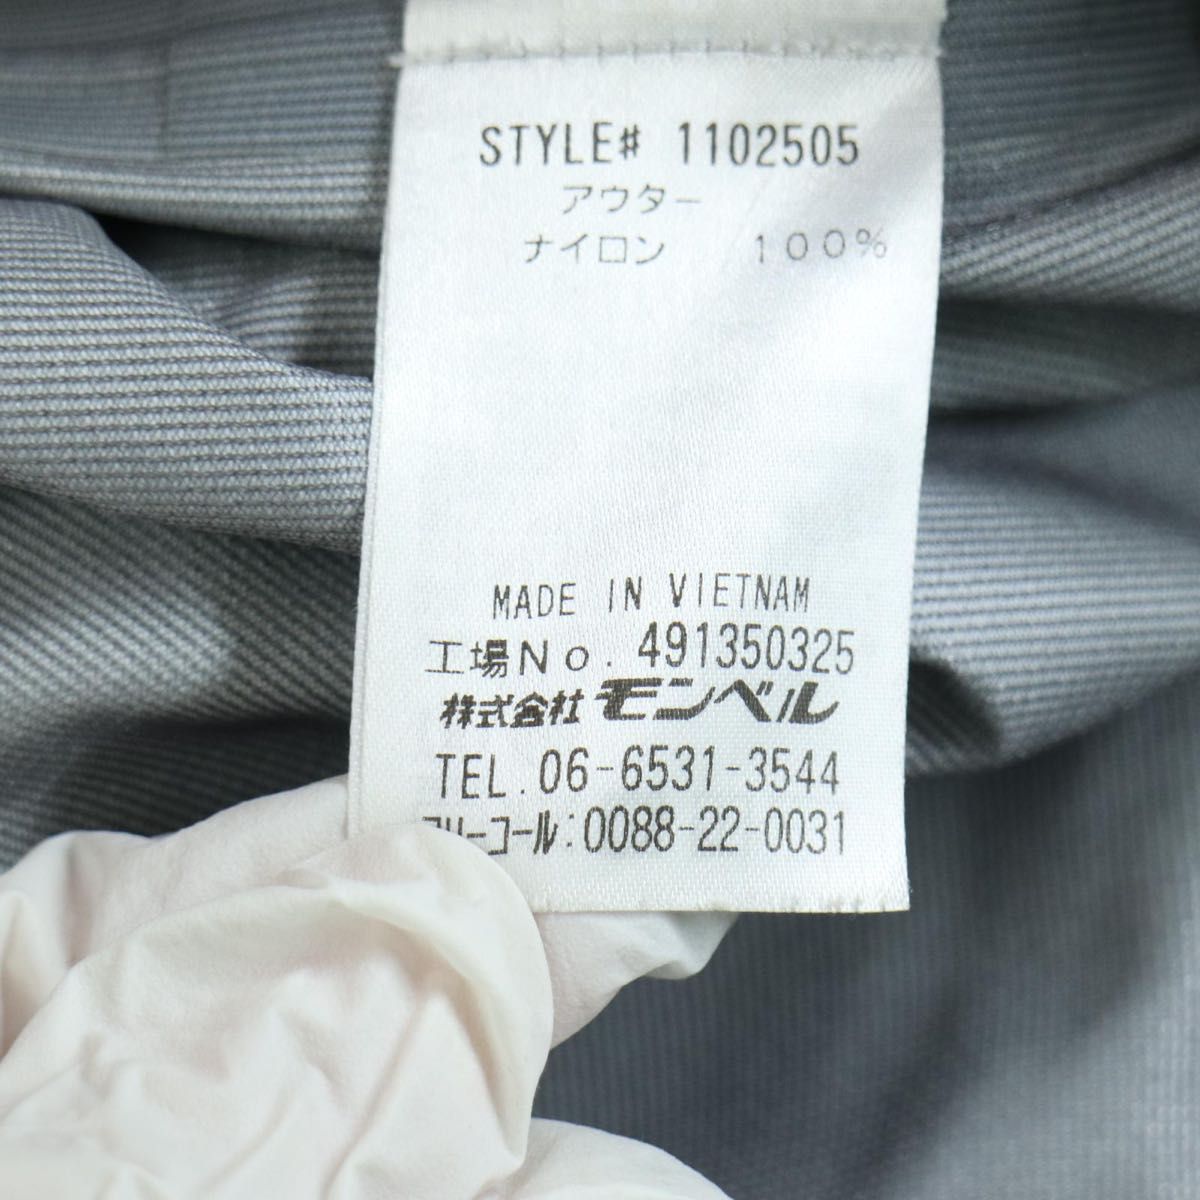 STYLE# 1102505
アウター
ナイロン 100%
MADE IN VIETNAM
工場No. 491350325
株式会社モンベル
TEL. 06-6531-3544
フリーコール:0088-22-0031